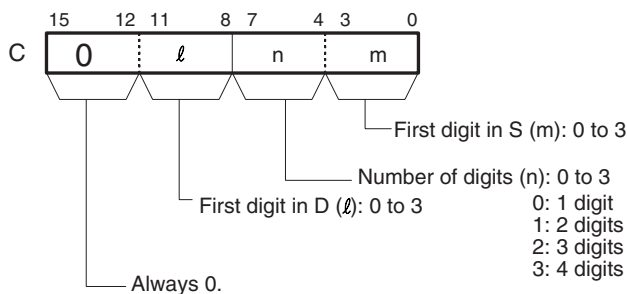 15 12 11 8 7 4 3 0
C 0 ℓ n m
First digit in S (m): 0 to 3
Number of digits (n): 0 to 3
0: 1 digit
1: 2 digits
2: 3 digits
3: 4 digits
First digit in D (ℓ): 0 to 3
Always 0.